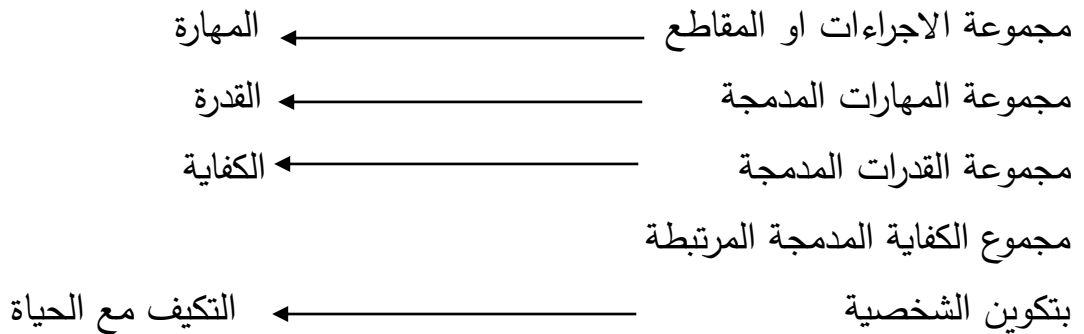 مجموعة الاجراءات او المقاطع ← المهارة
مجموعة المهارات المدمجة ← القدرة
مجموعة القدرات المدمجة ← الكفاية
مجموع الكفاية المدمجة المرتبطة
بتكوين الشخصية ← التكيف مع الحياة